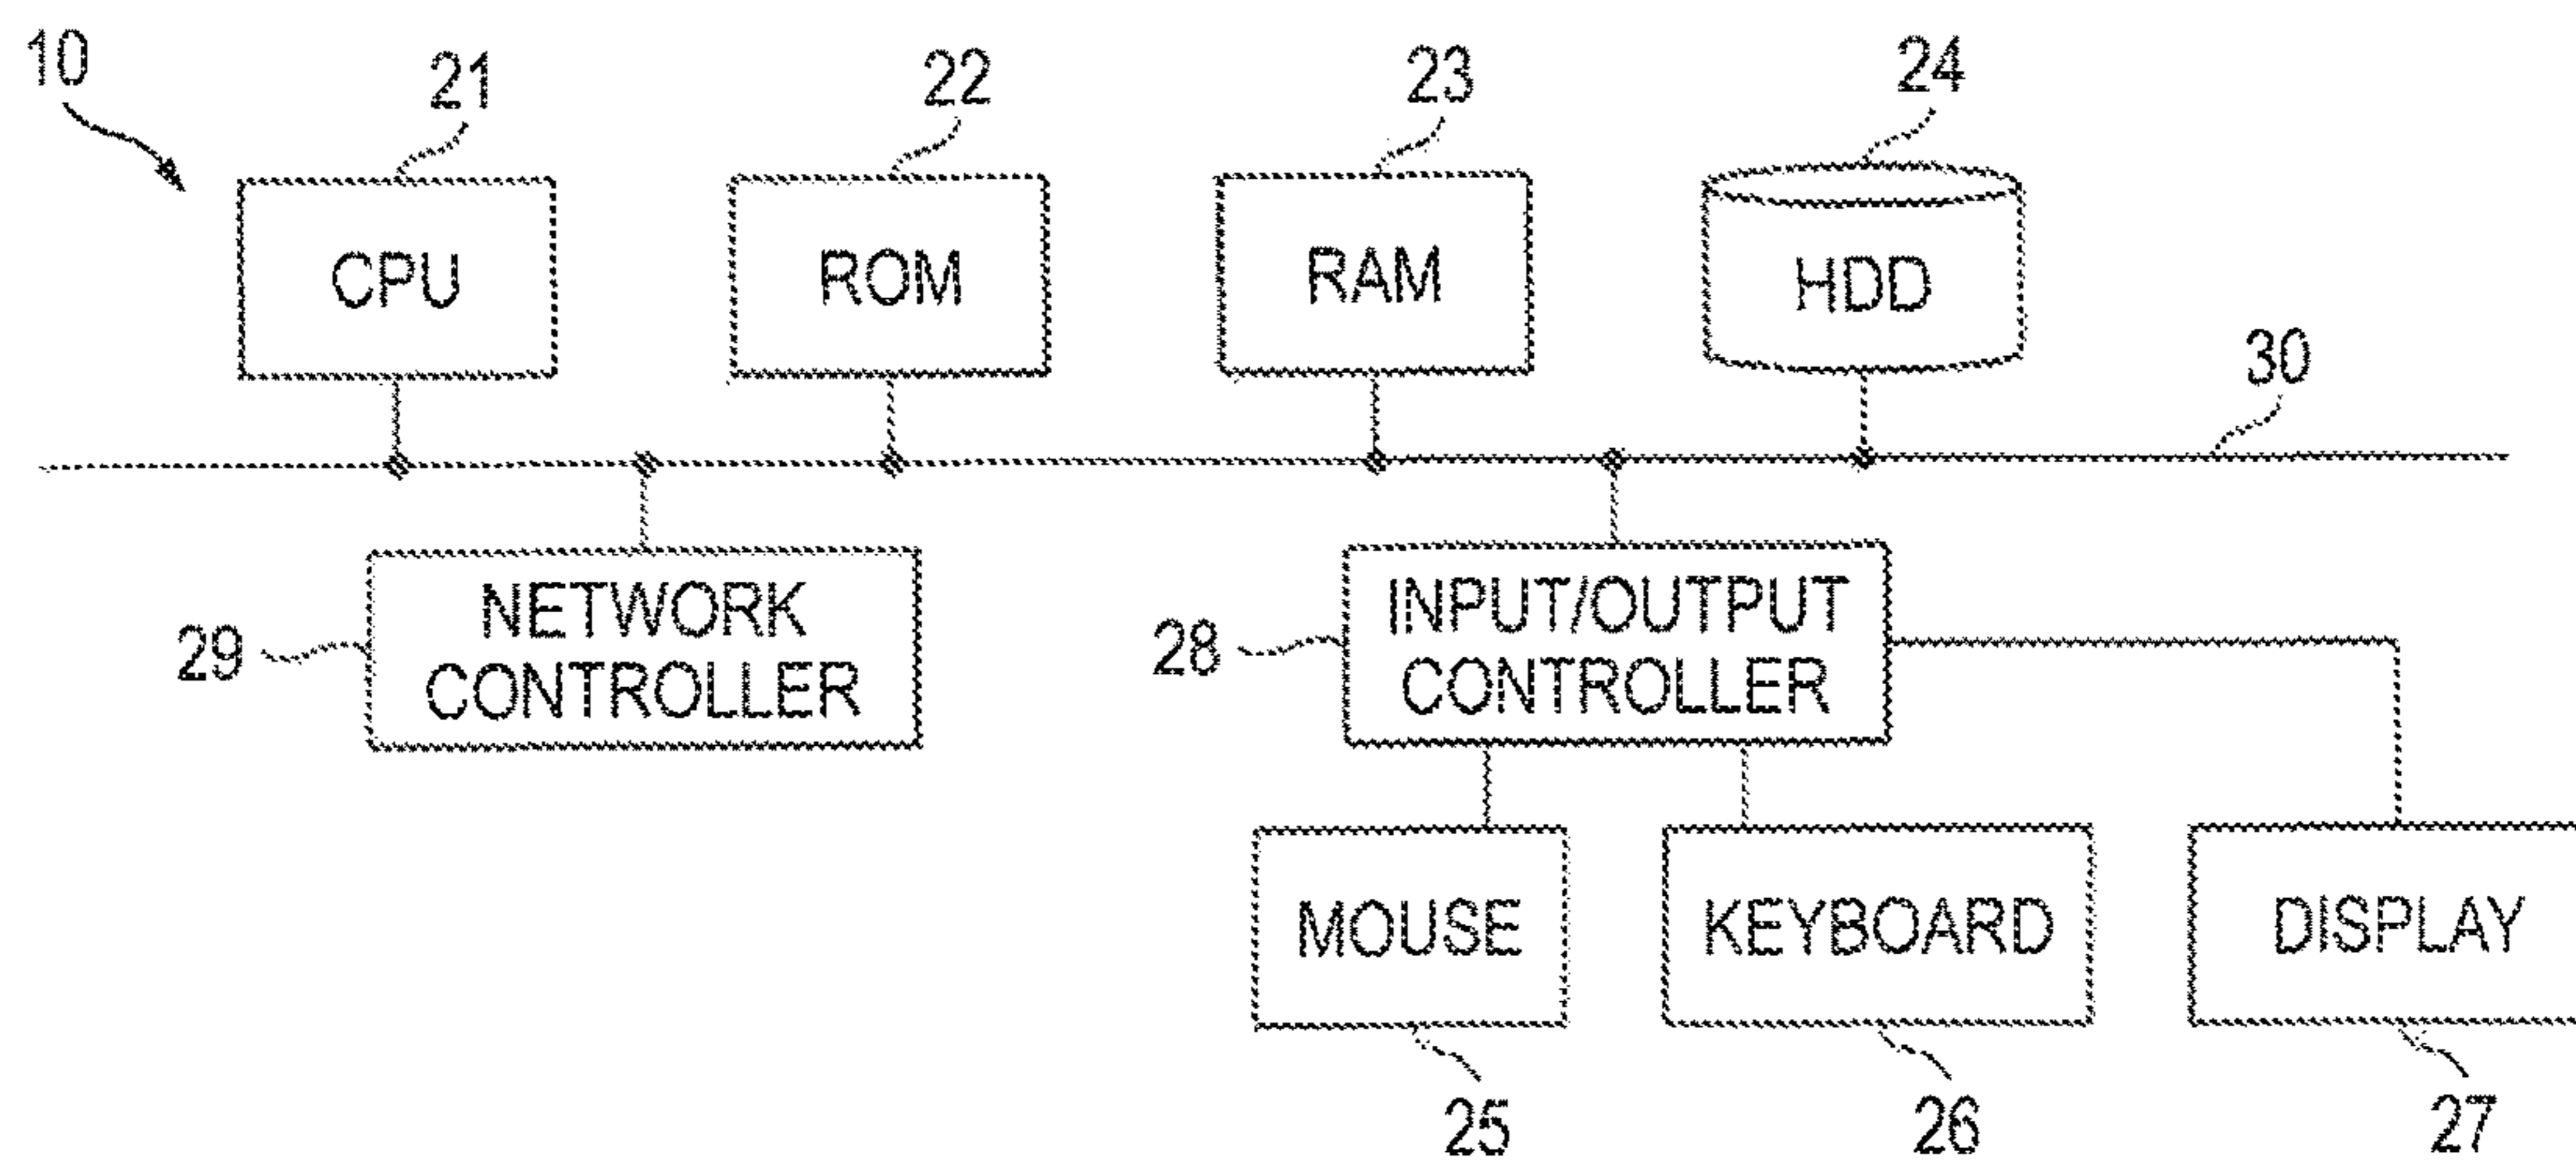 10
21
22
23
24
CPU
ROM
RAM
HDD
30
29
NETWORK
CONTROLLER
28
INPUT/OUTPUT
CONTROLLER
MOUSE
KEYBOARD
DISPLAY
25
26
27